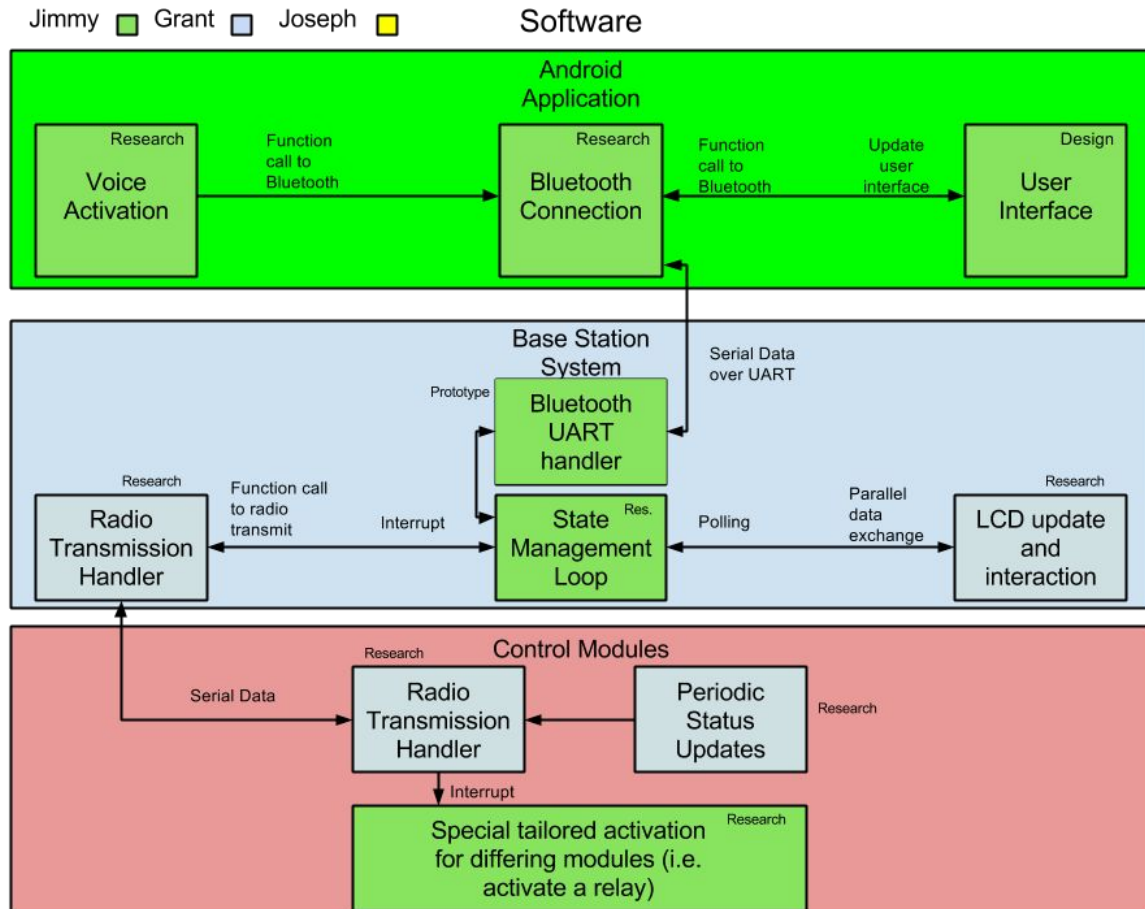 Jimmy Grant Joseph
Software
Android
Application
Research
Voice
Activation
Function
call to
Bluetooth
Research
Bluetooth
Connection
Function
call to
Bluetooth
Update
user
interface
Design
User
Interface
Base Station
System
Serial Data
over UART
Prototype
Bluetooth
UART
handler
Research
Radio
Transmission
Handler
Function call
to radio
transmit
Interrupt
Res.
State
Management
Loop
Polling
Parallel
data
exchange
Research
LCD update
and
interaction
Control Modules
Serial Data
Research
Radio
Transmission
Handler
Periodic
Status
Updates
Research
Interrupt
Research
Special tailored activation
for differing modules (i.e.
activate a relay)